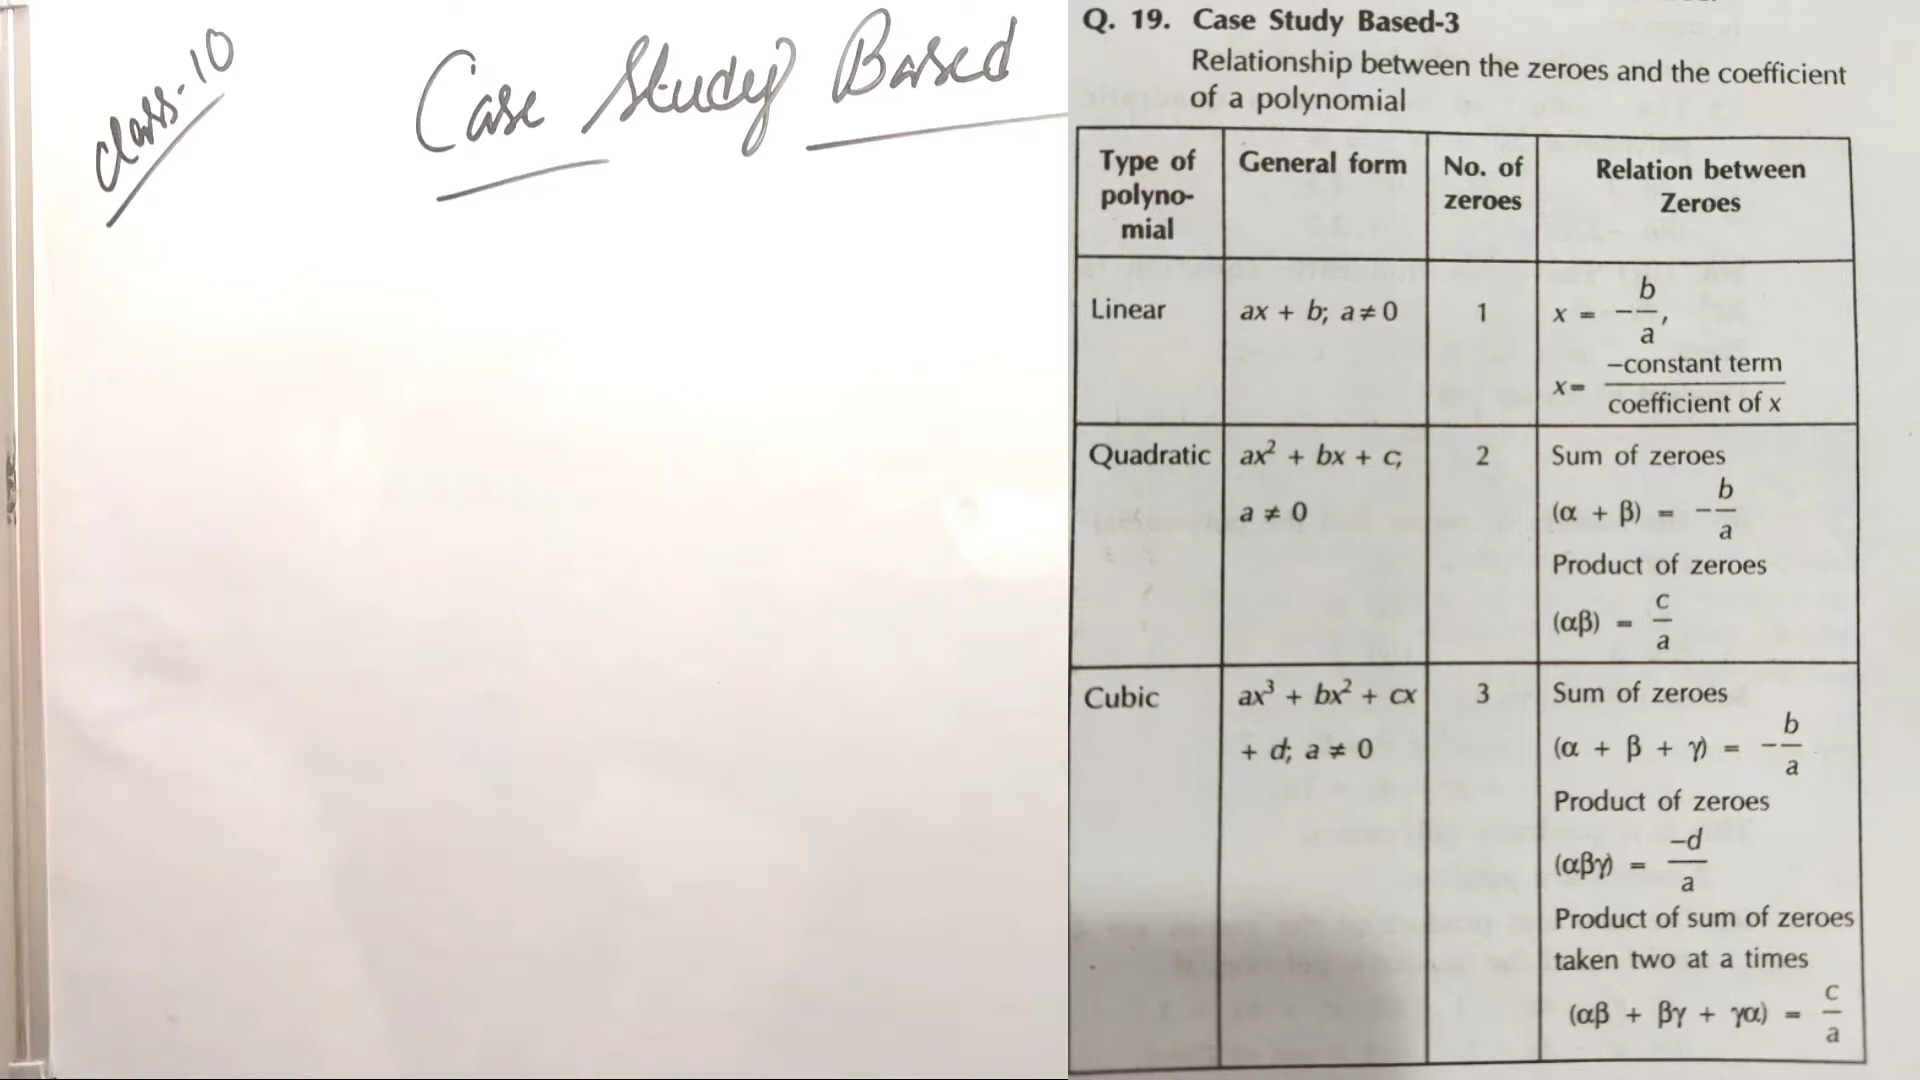 class-10
Case Study Based
Q. 19. Case Study Based-3
Relationship between the zeroes and the coefficient
of a polynomial
Type of
polyno-
mial
General form
No. of
zeroes
Relation between
Zeroes
Linear
ax + b; a ≠ 0
1
x = -b/a,
x= -constant term/coefficient of x
Quadratic
ax² + bx + c;
a ≠ 0
2
Sum of zeroes
(α + β) = -b/a
Product of zeroes
(αβ) = c/a
Cubic
ax³ + bx² + cx
+ d; a ≠ 0
3
Sum of zeroes
(α + β + γ) = -b/a
Product of zeroes
(αβγ) = -d/a
Product of sum of zeroes
taken two at a times
(αβ + βγ + γα) = c/a